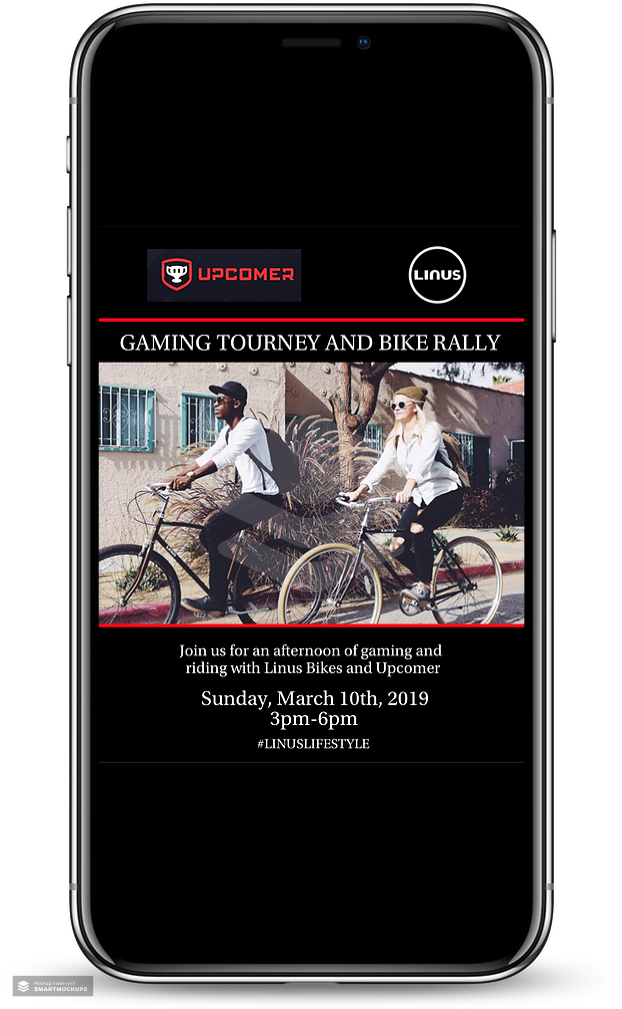 UPCOMER
LINUS
GAMING TOURNEY AND BIKE RALLY
Join us for an afternoon of gaming and
riding with Linus Bikes and Upcomer
Sunday, March 10th, 2019
3pm-6pm
#LINUSLIFESTYLE
Mockup made with
SMARTMOCKUPS